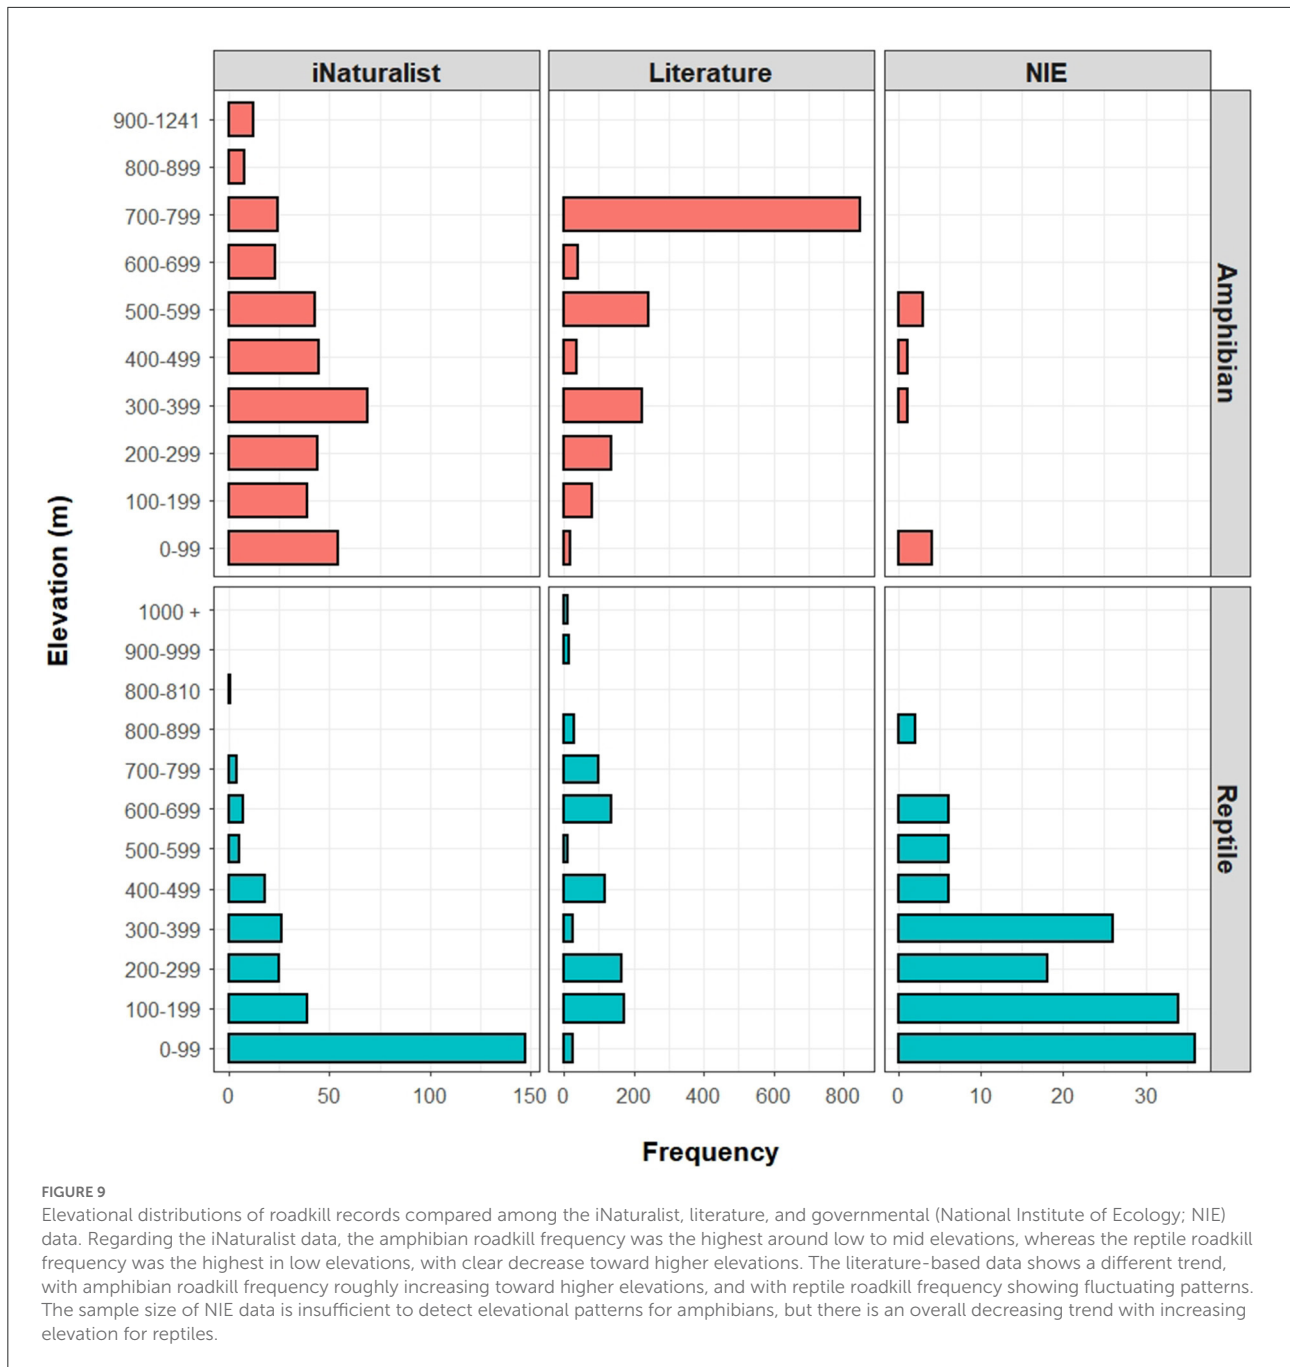 iNaturalist Literature NIE
900-1241
800-899
700-799
600-699
500-599
400-499
300-399
200-299
100-199
0-99
Amphibian
Elevation (m)
1000 +
900-999
800-810
800-899
700-799
600-699
500-599
400-499
300-399
200-299
100-199
0-99
Reptile
0 50 100 150 0 200 400 600 800 0 10 20 30
Frequency
FIGURE 9
Elevational distributions of roadkill records compared among the iNaturalist, literature, and governmental (National Institute of Ecology; NIE)
data. Regarding the iNaturalist data, the amphibian roadkill frequency was the highest around low to mid elevations, whereas the reptile roadkill
frequency was the highest in low elevations, with clear decrease toward higher elevations. The literature-based data shows a different trend,
with amphibian roadkill frequency roughly increasing toward higher elevations, and with reptile roadkill frequency showing fluctuating patterns.
The sample size of NIE data is insufficient to detect elevational patterns for amphibians, but there is an overall decreasing trend with increasing
elevation for reptiles.